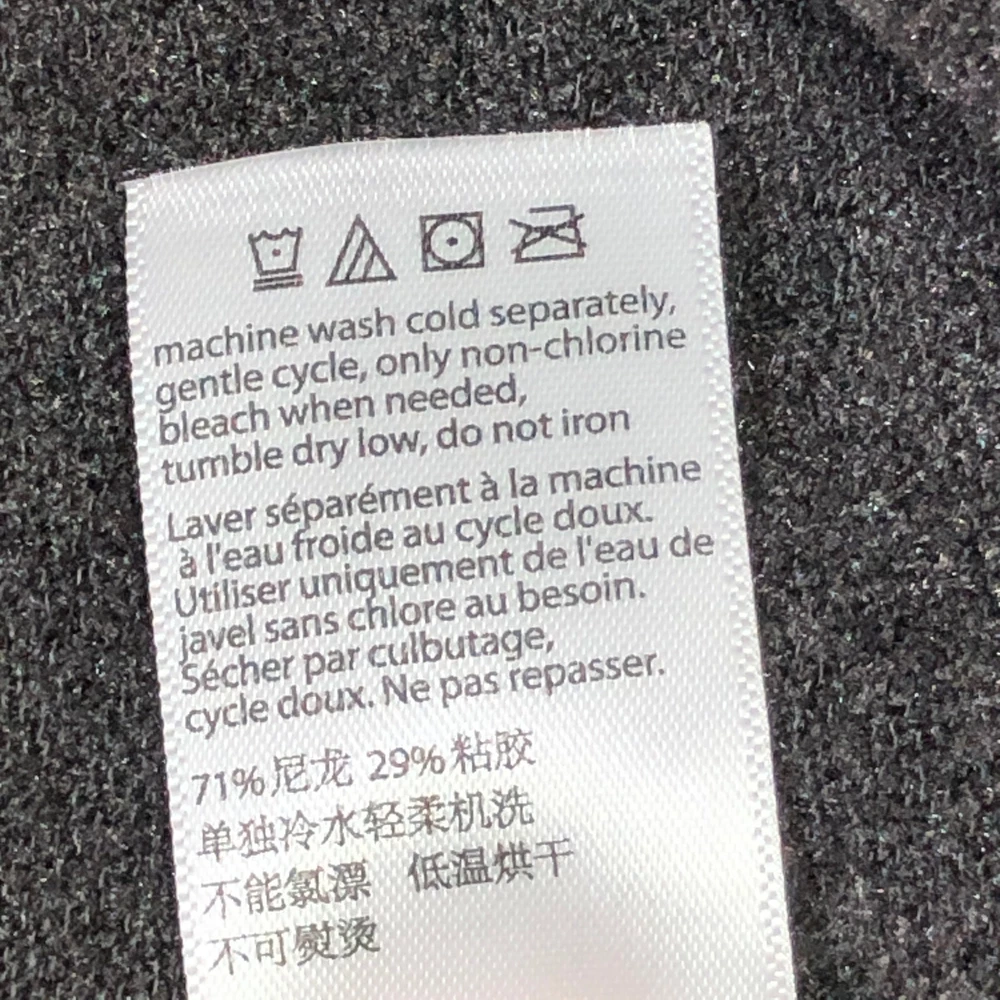 machine wash cold separately,
gentle cycle, only non-chlorine
bleach when needed,
tumble dry low, do not iron
Laver séparément à la machine
à l'eau froide au cycle doux.
Utiliser uniquement de l'eau de
javel sans chlore au besoin.
Sécher par culbutage,
cycle doux. Ne pas repasser.
71%尼龙 29%粘胶
单独冷水轻柔机洗
不能氯漂 低温烘干
不可熨烫